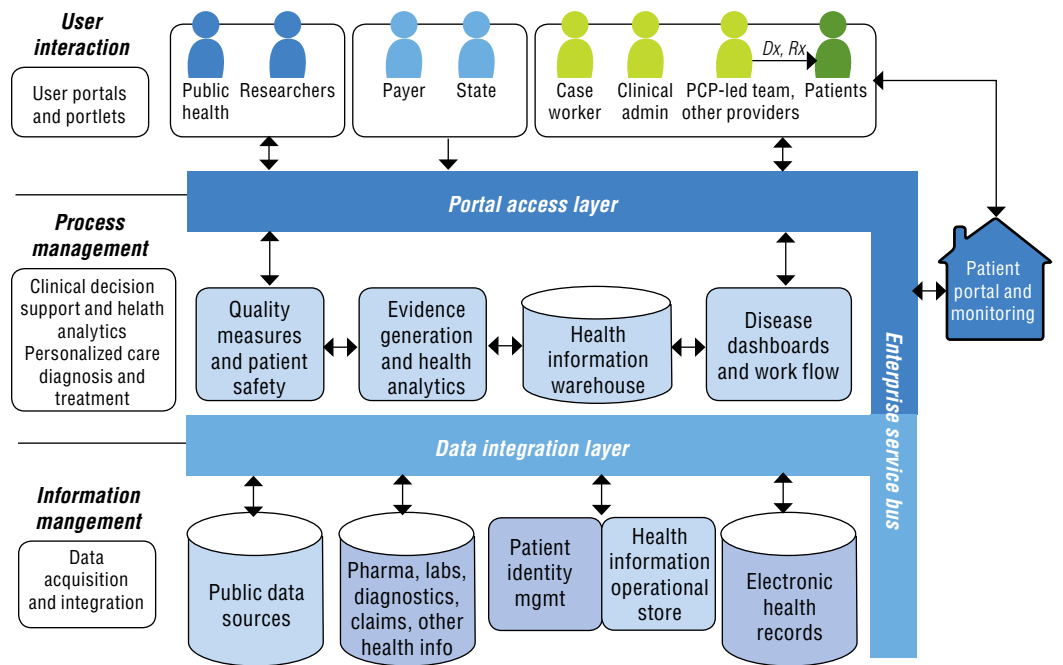 User
interaction
User portals
and portlets
Public
health
Researchers
Payer
State
Case
worker
Clinical
admin
PCP-led team,
other providers
Dx, Rx
Patients
Portal access layer
Process
management
Clinical decision
support and helath
analytics
Personalized care
diagnosis and
treatment
Quality
measures
and patient
safety
Evidence
generation
and health
analytics
Health
information
warehouse
Disease
dashboards
and work flow
Patient
portal and
monitoring
Enterprise service bus
Data integration layer
Information
mangement
Data
acquisition
and integration
Public data
sources
Pharma, labs,
diagnostics,
claims, other
health info
Patient
identity
mgmt
Health
information
operational
store
Electronic
health
records